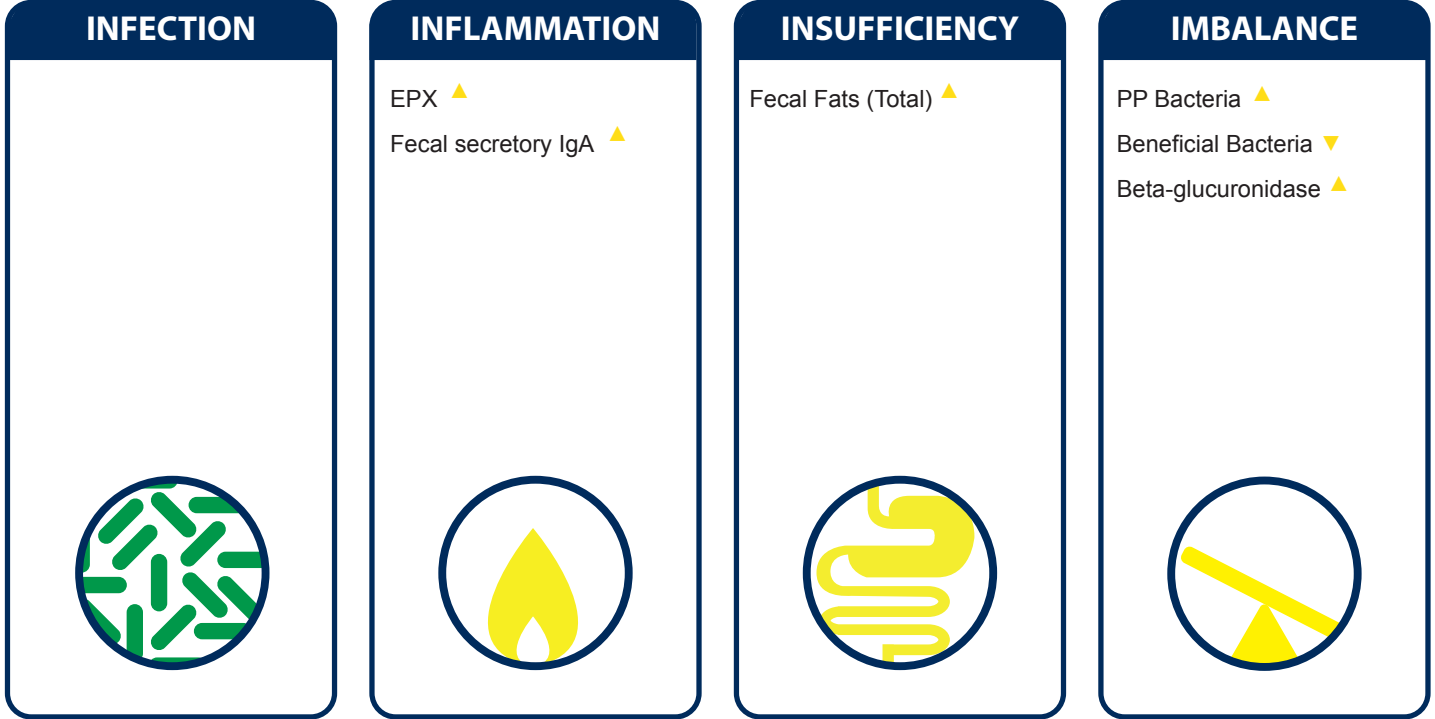 INFECTION
INFLAMMATION
EPX ▲
Fecal secretory IgA ▲
INSUFFICIENCY
Fecal Fats (Total) ▲
IMBALANCE
PP Bacteria ▲
Beneficial Bacteria ▼
Beta-glucuronidase ▲